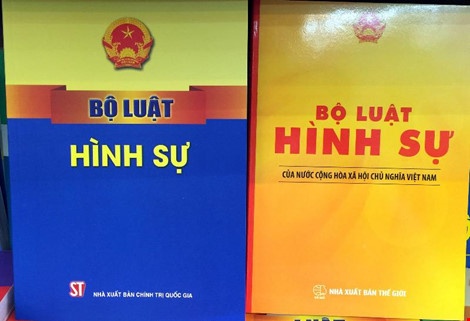 BỘ LUẬT
HÌNH SỰ
ST
NHÀ XUẤT BẢN CHÍNH TRỊ QUỐC GIA
BỘ LUẬT
HÌNH SỰ
CỦA NƯỚC CỘNG HÒA XÃ HỘI CHỦ NGHĨA VIỆT NAM
NHÀ XUẤT BẢN THẾ GIỚI